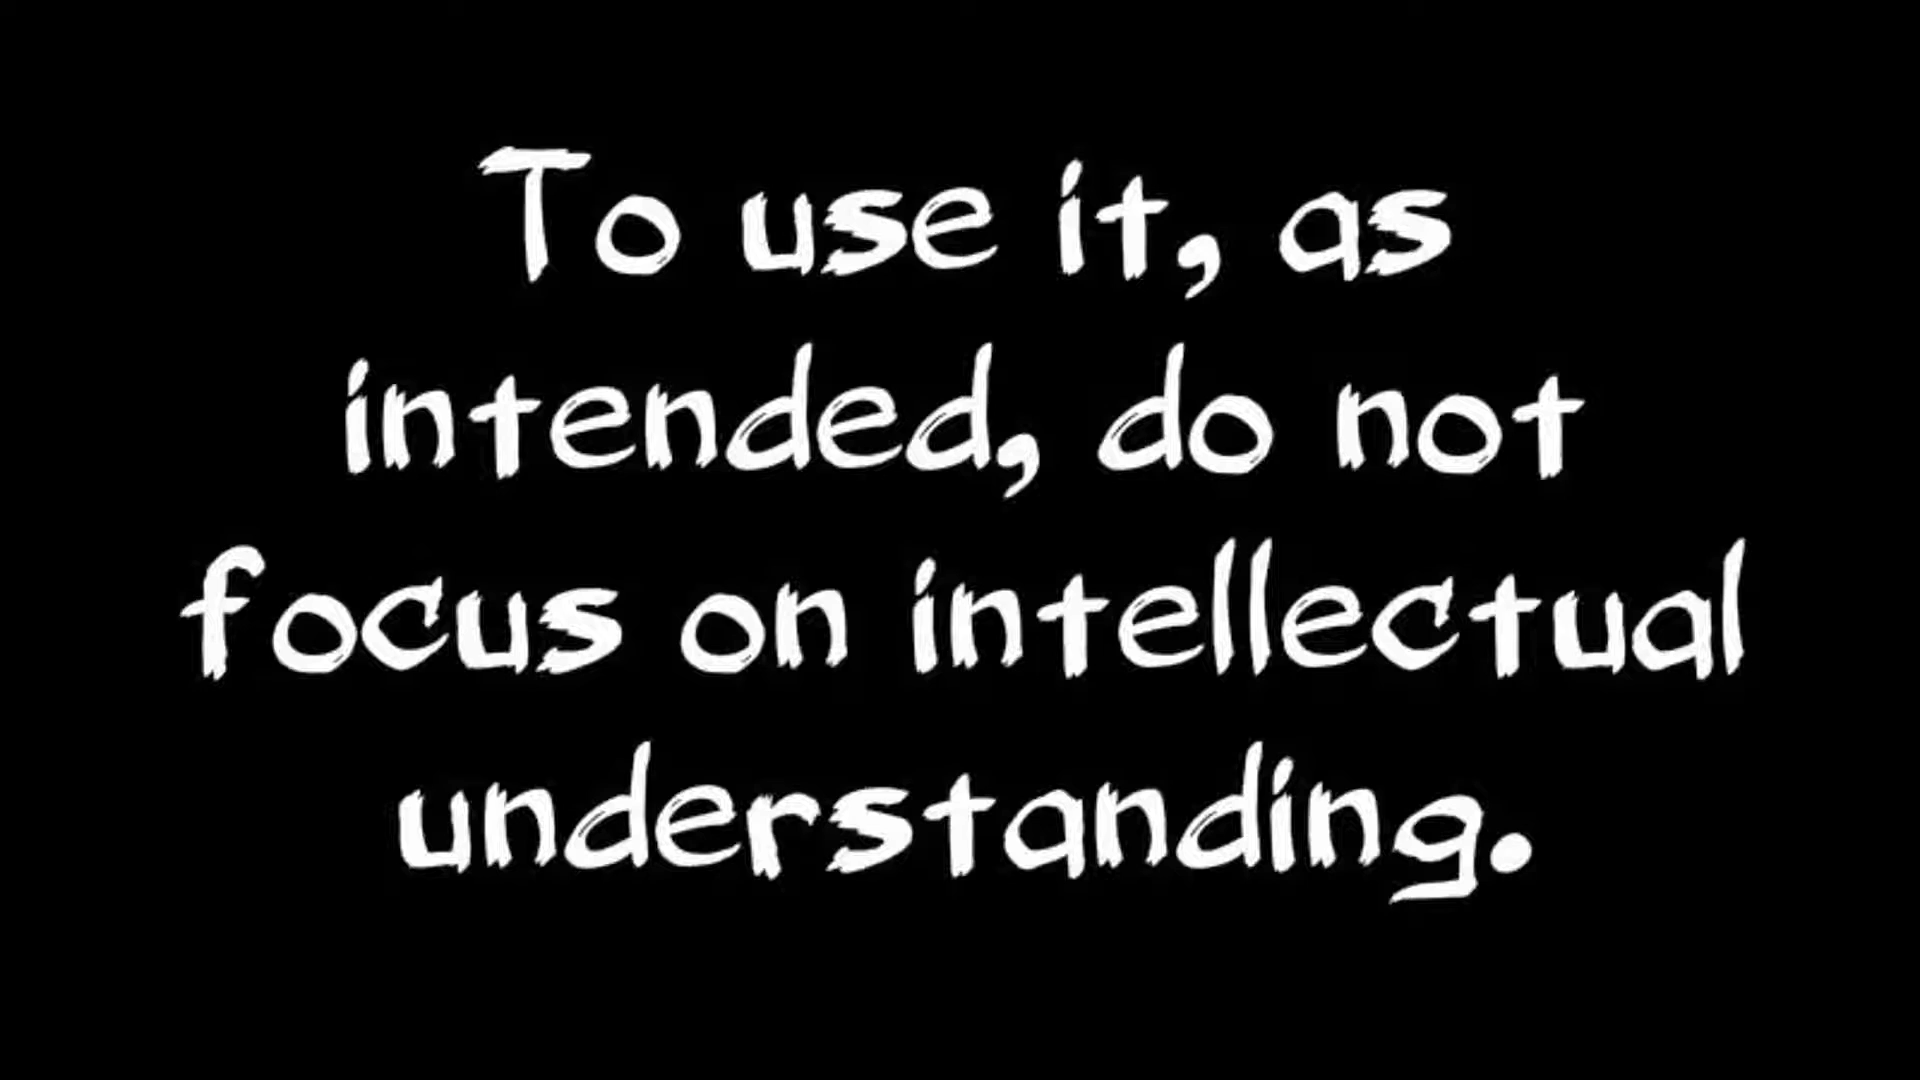 To use it, as
intended, do not
focus on intellectual
understanding.